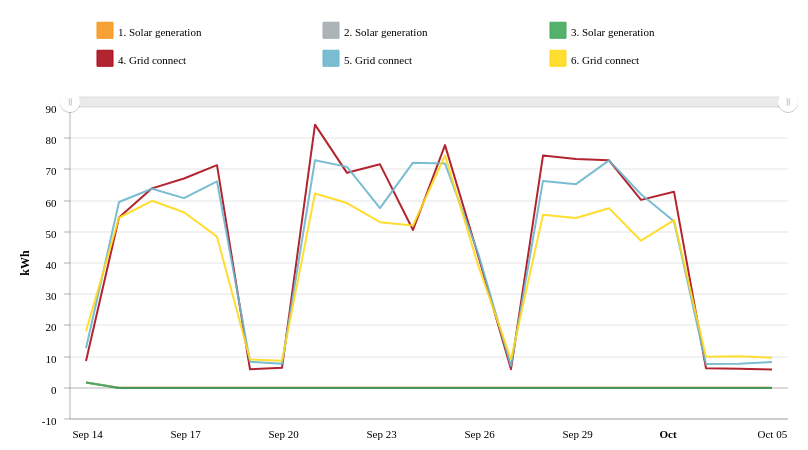 1. Solar generation 2. Solar generation 3. Solar generation
4. Grid connect 5. Grid connect 6. Grid connect
90
80
70
60
50
40
30
20
10
0
-10
kWh
Sep 14 Sep 17 Sep 20 Sep 23 Sep 26 Sep 29 Oct Oct 05